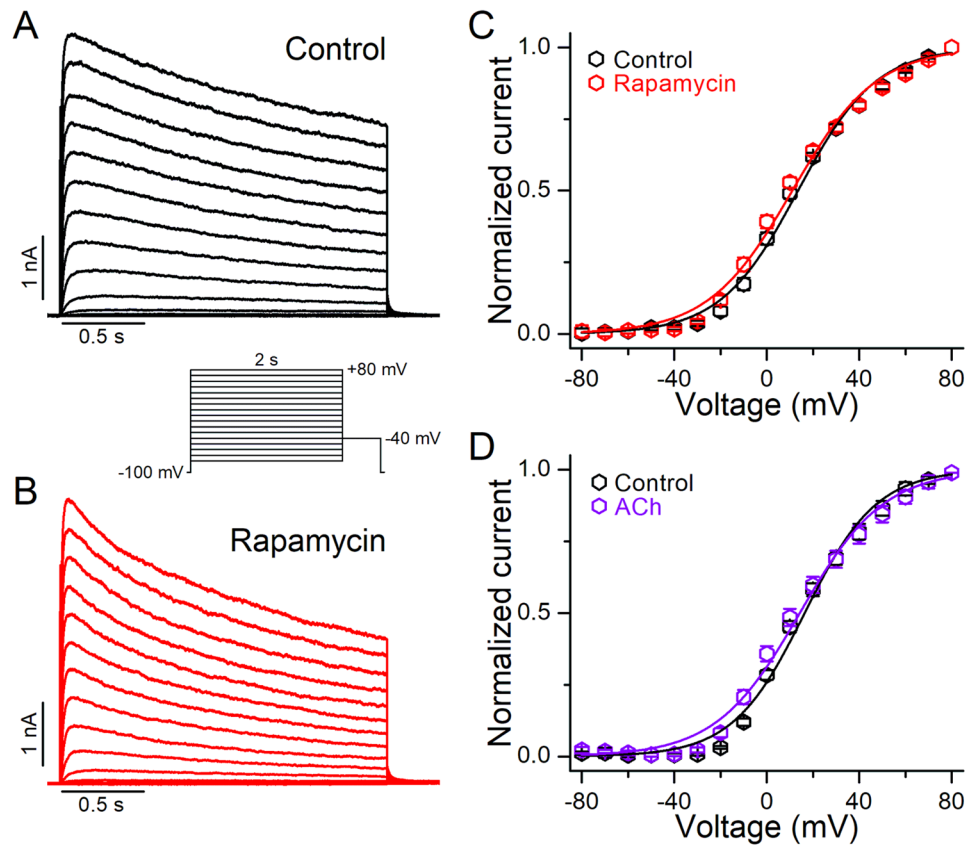 A
Control
1 nA
0.5 s
2 s
+80 mV
-40 mV
-100 mV
B
Rapamycin
1 nA
0.5 s
C
Control
Rapamycin
Normalized current
1.0
0.5
0.0
-80 -40 0 40 80
Voltage (mV)
D
Control
ACh
Normalized current
1.0
0.5
0.0
-80 -40 0 40 80
Voltage (mV)